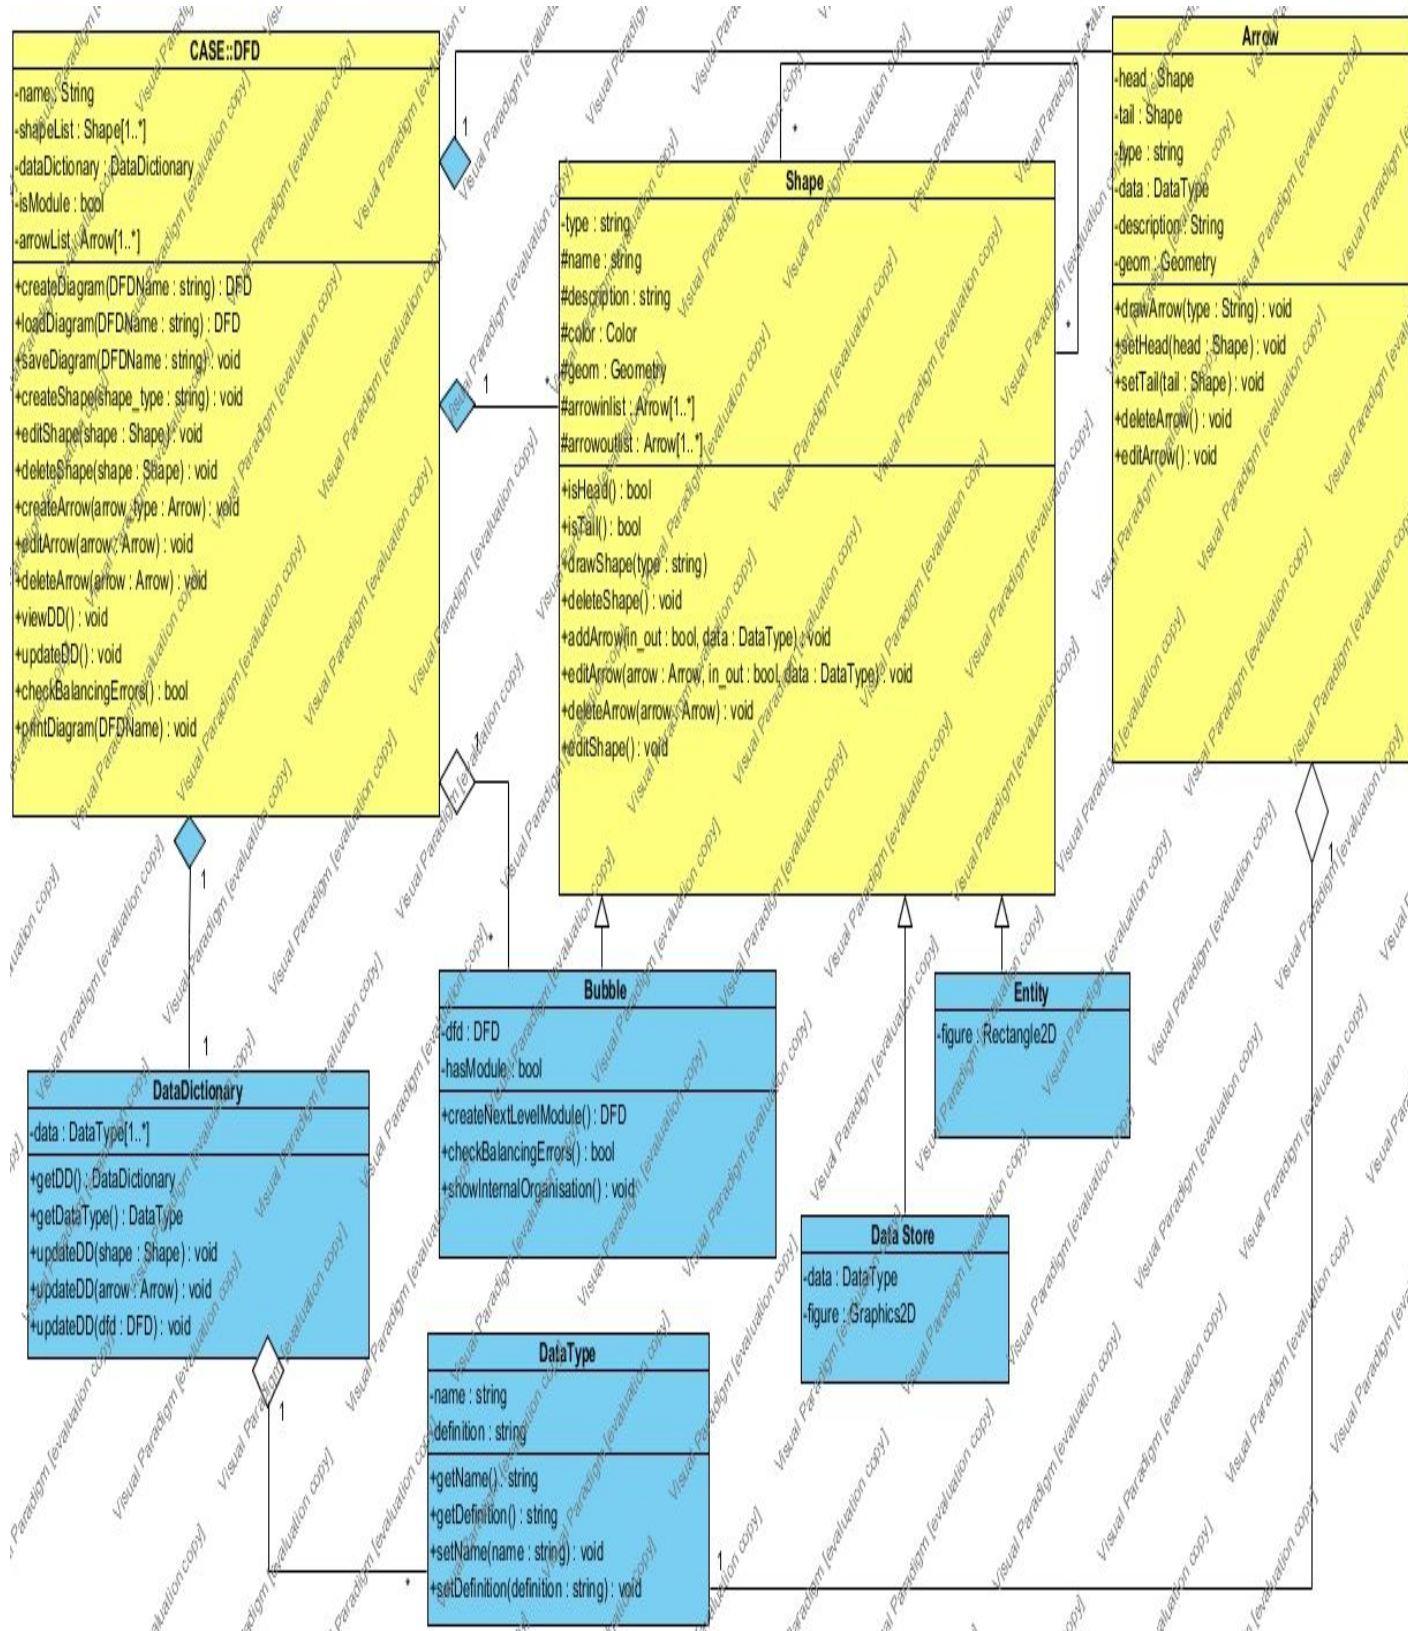 CASE::DFD
-name : String
-shapeList : Shape[1..*]
-dataDictionary : DataDictionary
-isModule : bool
-arrowList : Arrow[1..*]
+createDiagram(DFDName : string) : DFD
+loadDiagram(DFDName : string) : DFD
+saveDiagram(DFDName : string) : void
+createShape(shape_type : string) : void
+editShape(shape : Shape) : void
+deleteShape(shape : Shape) : void
+createArrow(arrow_type : Arrow) : void
+editArrow(arrow : Arrow) : void
+deleteArrow(arrow : Arrow) : void
+viewDD() : void
+updateDD() : void
+checkBalancingErrors() : bool
+printDiagram(DFDName) : void
1
*
1
*
1
*
1
1
*
*
Shape
-type : string
#name : string
#description : string
#color : Color
#geom : Geometry
#arrowinlist : Arrow[1..*]
#arrowoutlist : Arrow[1..*]
+isHead() : bool
+isTail() : bool
+drawShape(type : string)
+deleteShape() : void
+addArrow(in_out : bool, data : DataType) : void
+editArrow(arrow : Arrow, in_out : bool, data : DataType) : void
+deleteArrow(arrow : Arrow) : void
+editShape() : void
Arrow
-head : Shape
-tail : Shape
-type : string
-data : DataType
-description : String
-geom : Geometry
+drawArrow(type : String) : void
+setHead(head : Shape) : void
+setTail(tail : Shape) : void
+deleteArrow() : void
+editArrow() : void
1
Bubble
-dfd : DFD
-hasModule : bool
+createNextLevelModule() : DFD
+checkBalancingErrors() : bool
+showInternalOrganisation() : void
Entity
-figure : Rectangle2D
DataDictionary
-data : DataType[1..*]
+getDD() : DataDictionary
+getDataType() : DataType
+updateDD(shape : Shape) : void
+updateDD(arrow : Arrow) : void
+updateDD(dfd : DFD) : void
1
*
Data Store
-data : DataType
-figure : Graphics2D
DataType
-name : string
-definition : string
+getName() : string
+getDefinition() : string
+setName(name : string) : void
+setDefinition(definition : string) : void
1
Visual Paradigm [evaluation copy]